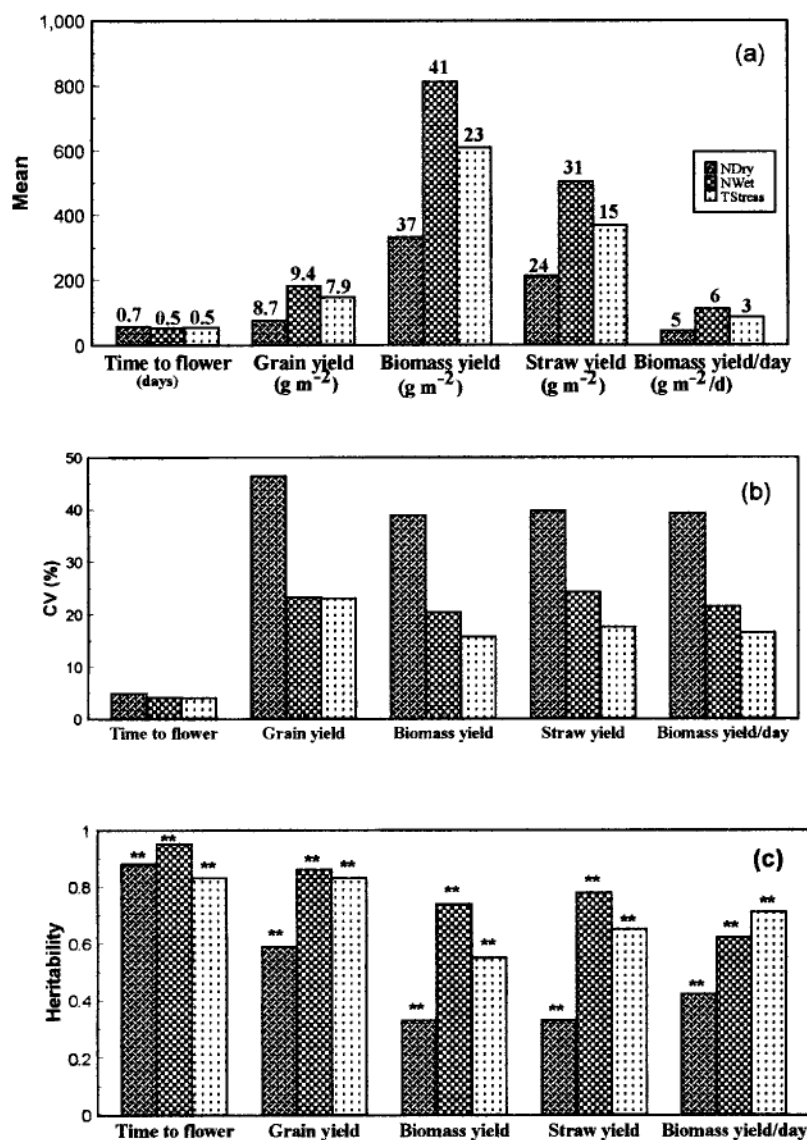 1,000
(a)
41
800
Mean
23
600
31
NDry
NWet
TStress
37
15
400
24
9.4
7.9
200
8.7
6
3
0.7 0.5 0.5
5
0
Time to flower Grain yield Biomass yield Straw yield Biomass yield/day
(days) (g m⁻²) (g m⁻²) (g m⁻²) (g m⁻²/d)
50
(b)
40
CV (%)
30
20
10
0
Time to flower Grain yield Biomass yield Straw yield Biomass yield/day
1
(c)
** ** **
** ** **
** ** **
** ** **
** ** **
0.8
Heritability
0.6
0.4
0.2
0
Time to flower Grain yield Biomass yield Straw yield Biomass yield/day